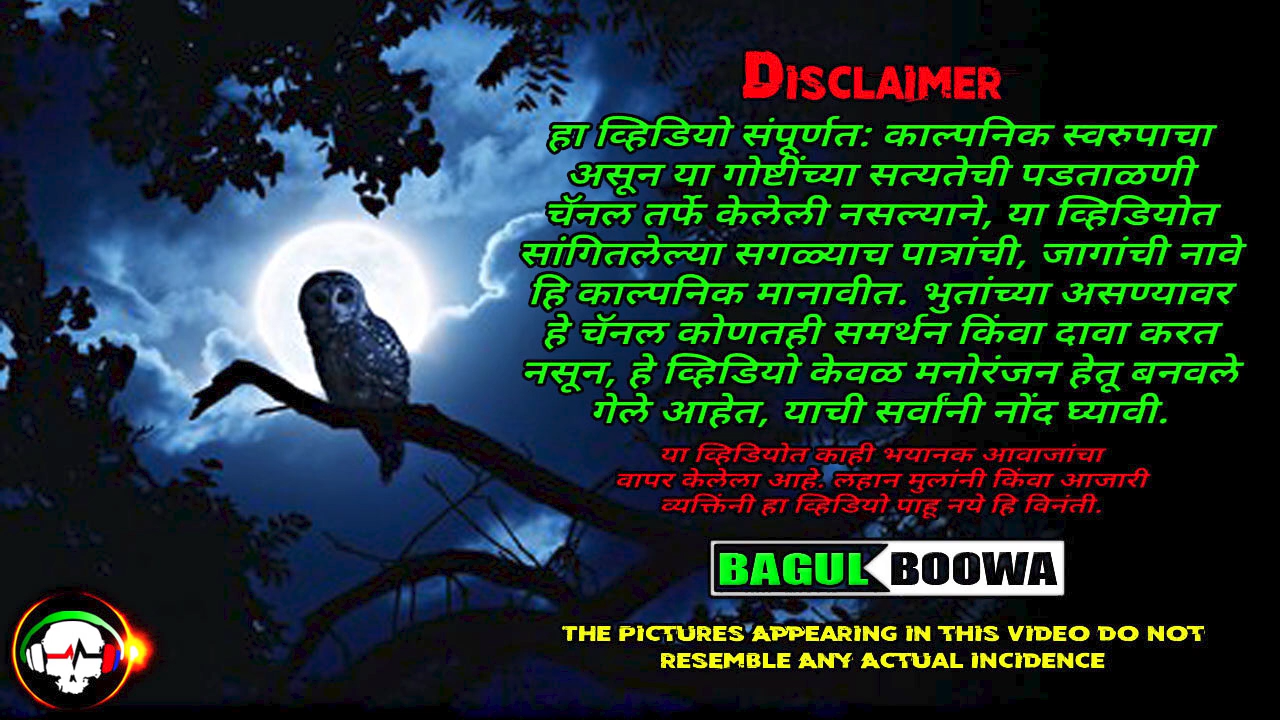 DISCLAIMER
हा व्हिडियो संपूर्णत: काल्पनिक स्वरुपाचा
असून या गोष्टींच्या सत्यतेची पडताळणी
चॅनल तर्फे केलेली नसल्याने, या व्हिडियोत
सांगितलेल्या सगळ्याच पात्रांची, जागांची नावे
हि काल्पनिक मानावीत. भुतांच्या असण्यावर
हे चॅनल कोणतही समर्थन किंवा दावा करत
नसून, हे व्हिडियो केवळ मनोरंजन हेतू बनवले
गेले आहेत, याची सर्वांनी नोंद घ्यावी.
या व्हिडियोत काही भयानक आवाजांचा
वापर केलेला आहे. लहान मुलांनी किंवा आजारी
व्यक्तिंनी हा व्हिडियो पाहू नये हि विनंती.
BAGUL BOOWA
THE PICTURES APPEARING IN THIS VIDEO DO NOT
RESEMBLE ANY ACTUAL INCIDENCE